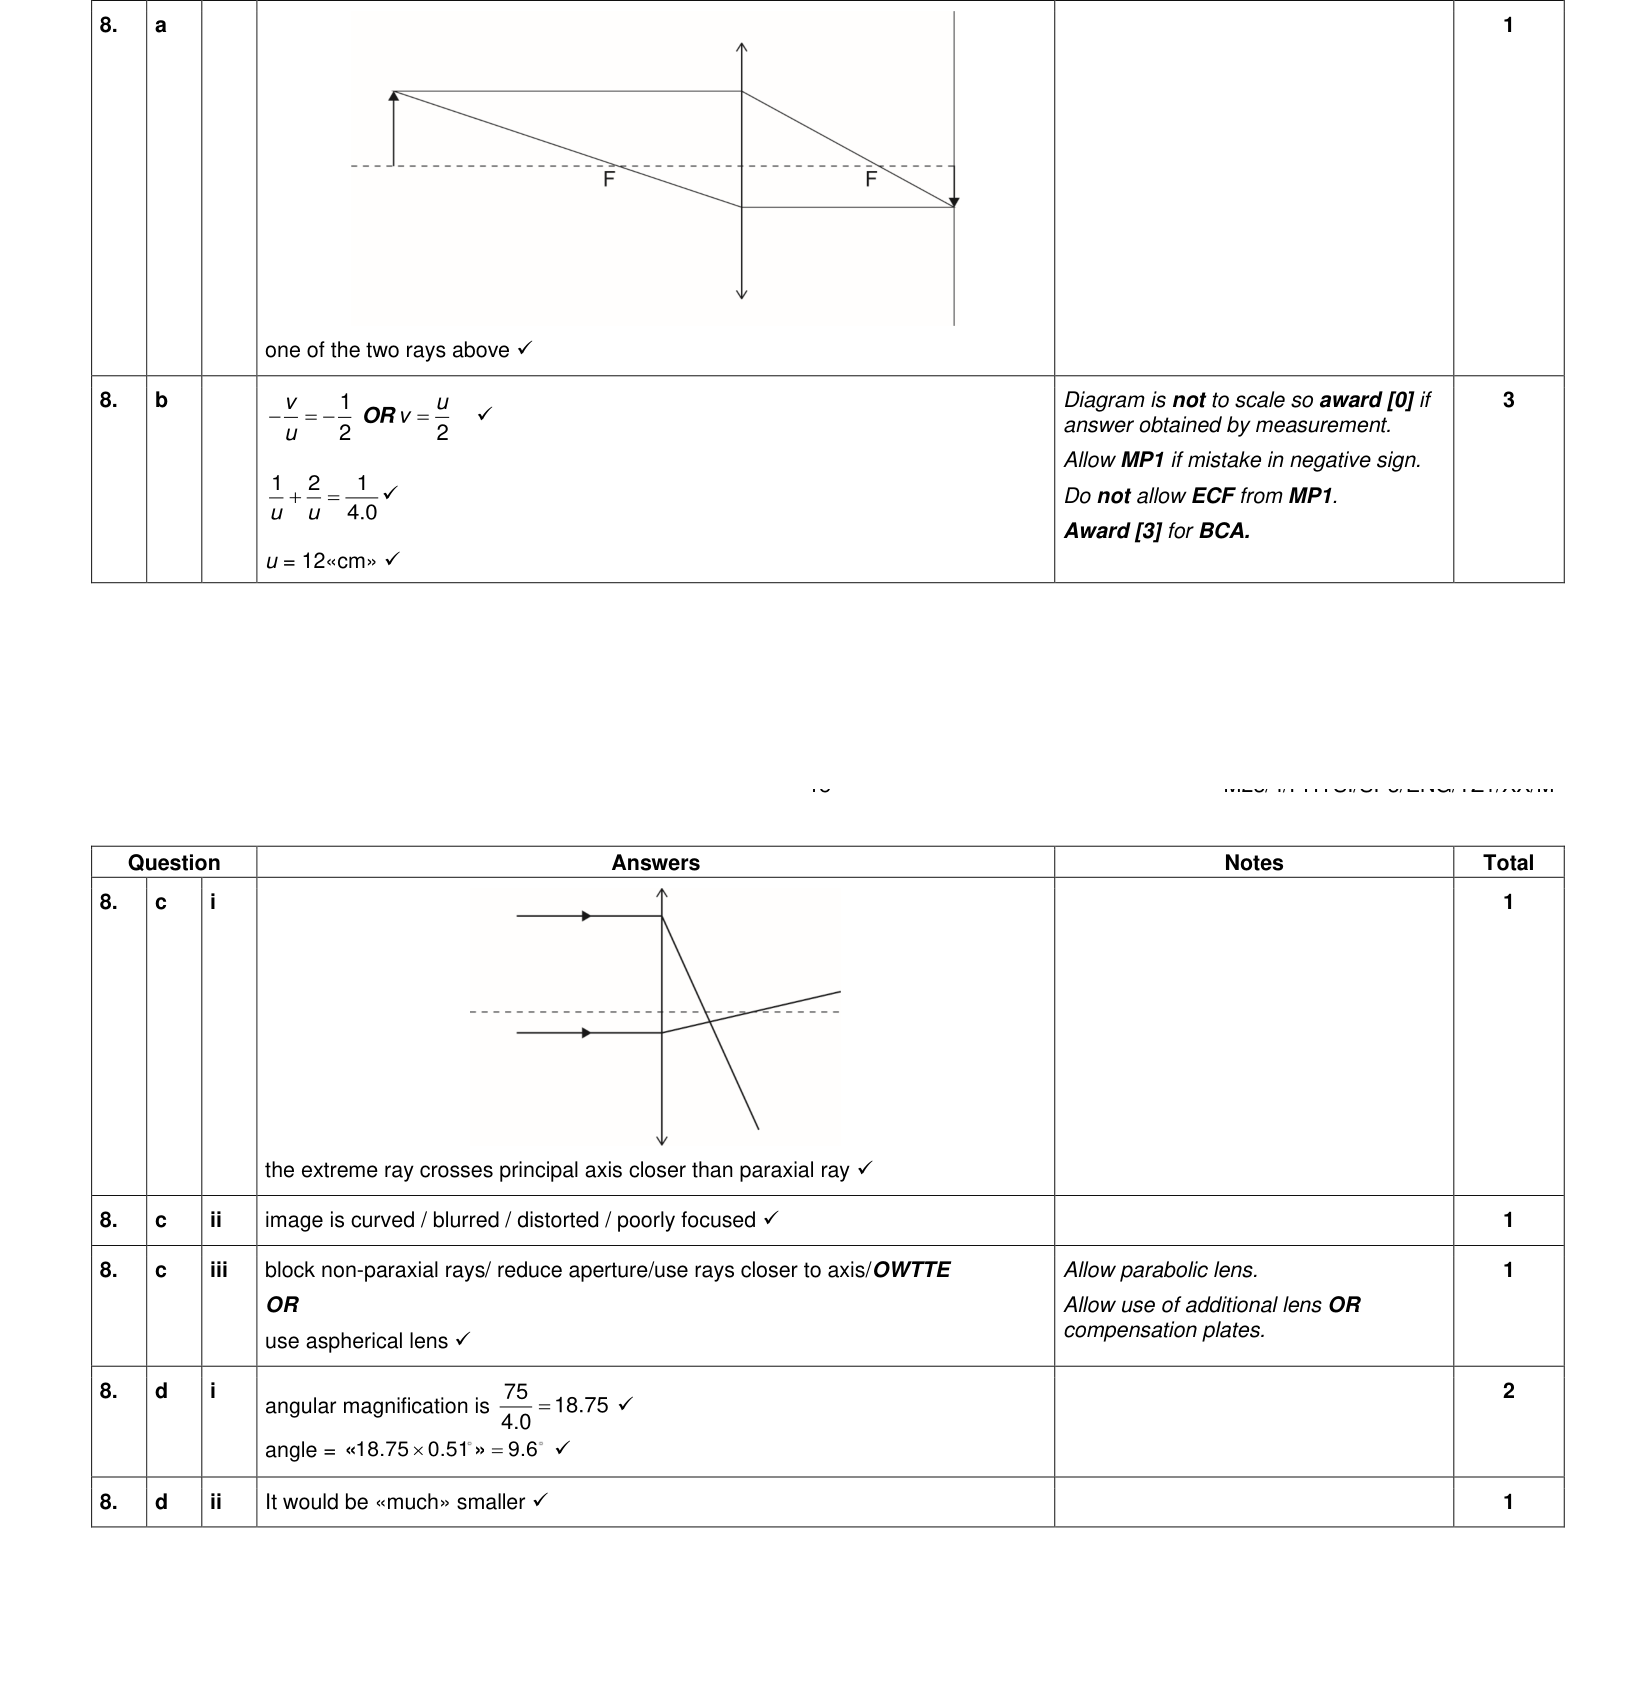 8. a 1
F F
one of the two rays above ✓
8. b −v/u = −1/2 OR v = u/2 ✓ Diagram is not to scale so award [0] if 3
answer obtained by measurement.
Allow MP1 if mistake in negative sign.
1/u + 2/u = 1/4.0 ✓ Do not allow ECF from MP1.
Award [3] for BCA.
u = 12«cm» ✓
Question Answers Notes Total
8. c i 1
the extreme ray crosses principal axis closer than paraxial ray ✓
8. c ii image is curved / blurred / distorted / poorly focused ✓ 1
8. c iii block non-paraxial rays/ reduce aperture/use rays closer to axis/OWTTE Allow parabolic lens. 1
OR Allow use of additional lens OR
compensation plates.
use aspherical lens ✓
8. d i angular magnification is 75/4.0 = 18.75 ✓ 2
angle = «18.75 × 0.51°» = 9.6° ✓
8. d ii It would be «much» smaller ✓ 1